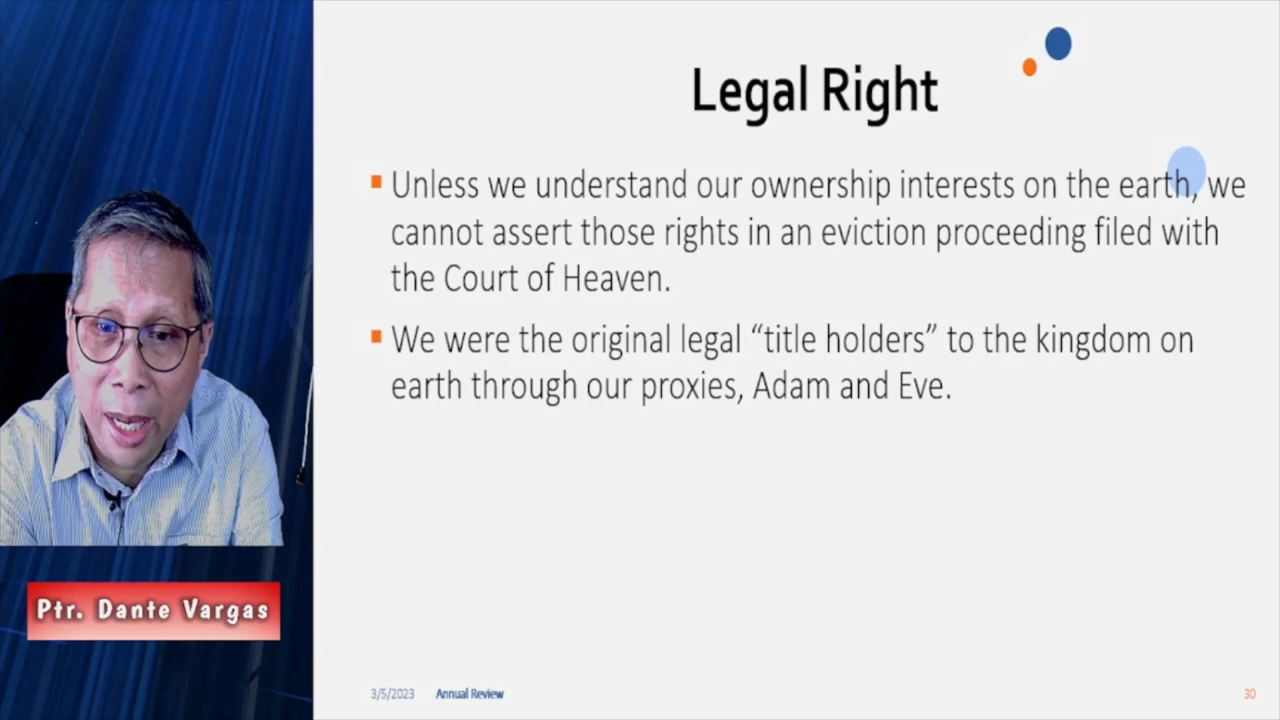 Legal Right
Unless we understand our ownership interests on the earth, we
cannot assert those rights in an eviction proceeding filed with
the Court of Heaven.
We were the original legal “title holders” to the kingdom on
earth through our proxies, Adam and Eve.
Ptr. Dante Vargas
3/5/2023 Annual Review 30